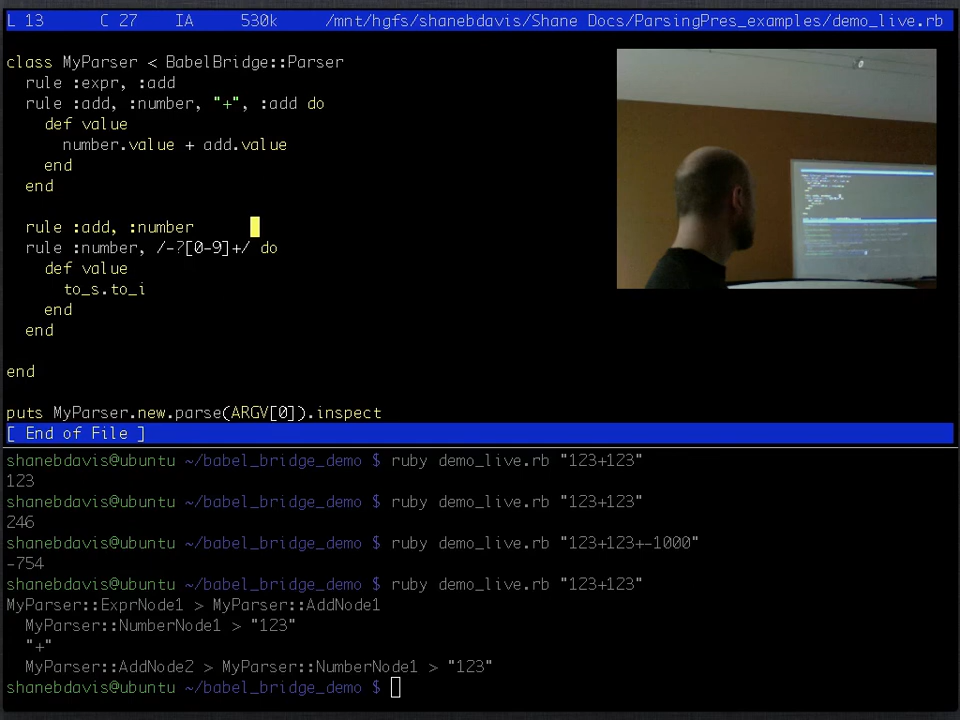 L 13 C 27 IA 530k /mnt/hgfs/shanebdavis/Shane Docs/ParsingPres_examples/demo_live.rb
class MyParser < BabelBridge::Parser
  rule :expr, :add
  rule :add, :number, "+", :add do
    def value
      number.value + add.value
    end
  end
  rule :add, :number
  rule :number, /-?[0-9]+/ do
    def value
      to_s.to_i
    end
  end
end
puts MyParser.new.parse(ARGV[0]).inspect
[ End of File ]
shanebdavis@ubuntu ~/babel_bridge_demo $ ruby demo_live.rb "123+123"
123
shanebdavis@ubuntu ~/babel_bridge_demo $ ruby demo_live.rb "123+123"
246
shanebdavis@ubuntu ~/babel_bridge_demo $ ruby demo_live.rb "123+123+-1000"
-754
shanebdavis@ubuntu ~/babel_bridge_demo $ ruby demo_live.rb "123+123"
MyParser::ExprNode1 > MyParser::AddNode1
  MyParser::NumberNode1 > "123"
  "+"
  MyParser::AddNode2 > MyParser::NumberNode1 > "123"
shanebdavis@ubuntu ~/babel_bridge_demo $